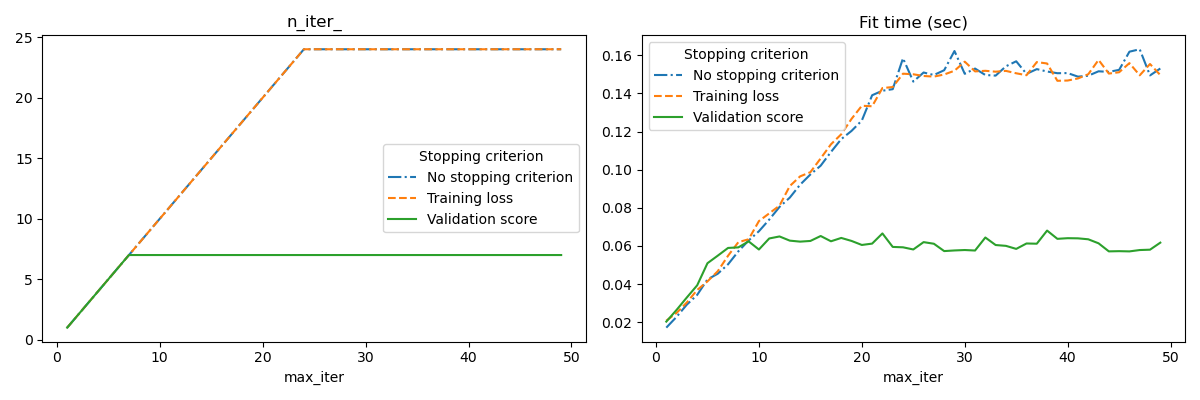 n_iter_
25
20
15
10
5
0
Stopping criterion
No stopping criterion
Training loss
Validation score
0 10 20 30 40 50
max_iter
Fit time (sec)
0.16
0.14
0.12
0.10
0.08
0.06
0.04
0.02
Stopping criterion
No stopping criterion
Training loss
Validation score
0 10 20 30 40 50
max_iter